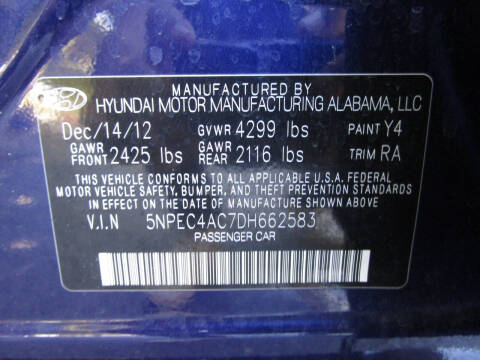 MANUFACTURED BY
HYUNDAI MOTOR MANUFACTURING ALABAMA, LLC
Dec/14/12 GVWR 4299 lbs PAINT Y4
GAWR FRONT 2425 lbs GAWR REAR 2116 lbs TRIM RA
THIS VEHICLE CONFORMS TO ALL APPLICABLE U.S.A. FEDERAL
MOTOR VEHICLE SAFETY, BUMPER, AND THEFT PREVENTION STANDARDS
IN EFFECT ON THE DATE OF MANUFACTURE SHOWN ABOVE
V.I.N 5NPEC4AC7DH662583
PASSENGER CAR